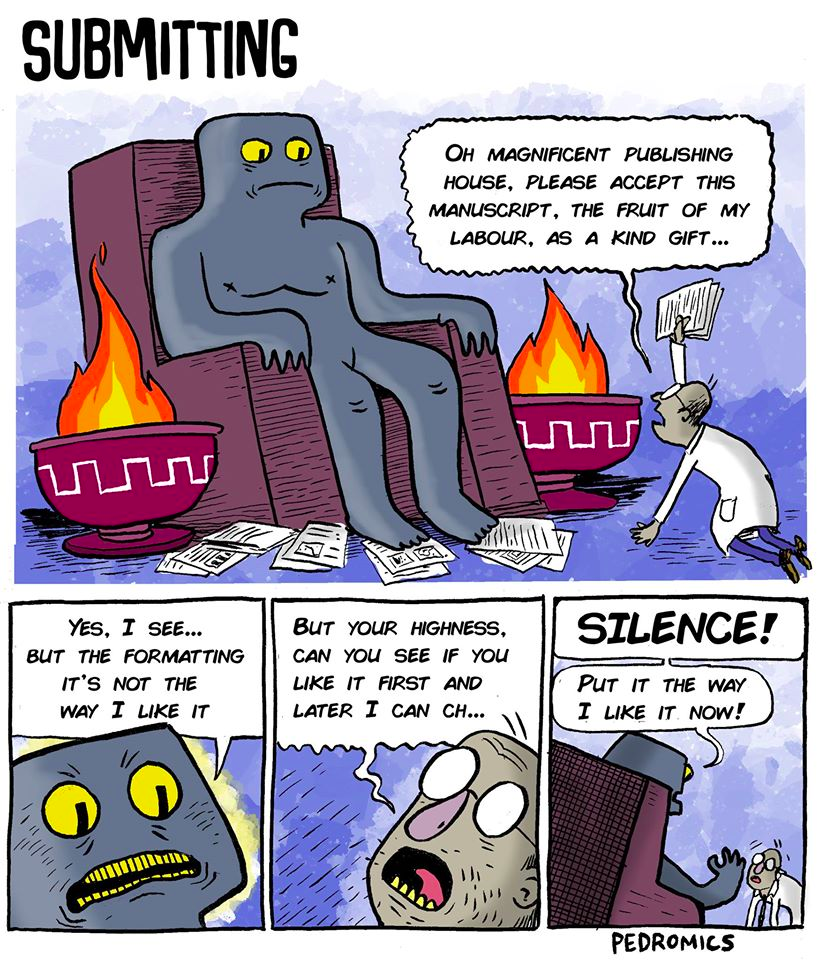 SUBMITTING
OH MAGNIFICENT PUBLISHING
HOUSE, PLEASE ACCEPT THIS
MANUSCRIPT, THE FRUIT OF MY
LABOUR, AS A KIND GIFT...
YES, I SEE...
BUT THE FORMATTING
IT'S NOT THE
WAY I LIKE IT
BUT YOUR HIGHNESS,
CAN YOU SEE IF YOU
LIKE IT FIRST AND
LATER I CAN CH...
SILENCE!
PUT IT THE WAY
I LIKE IT NOW!
PEDROMICS